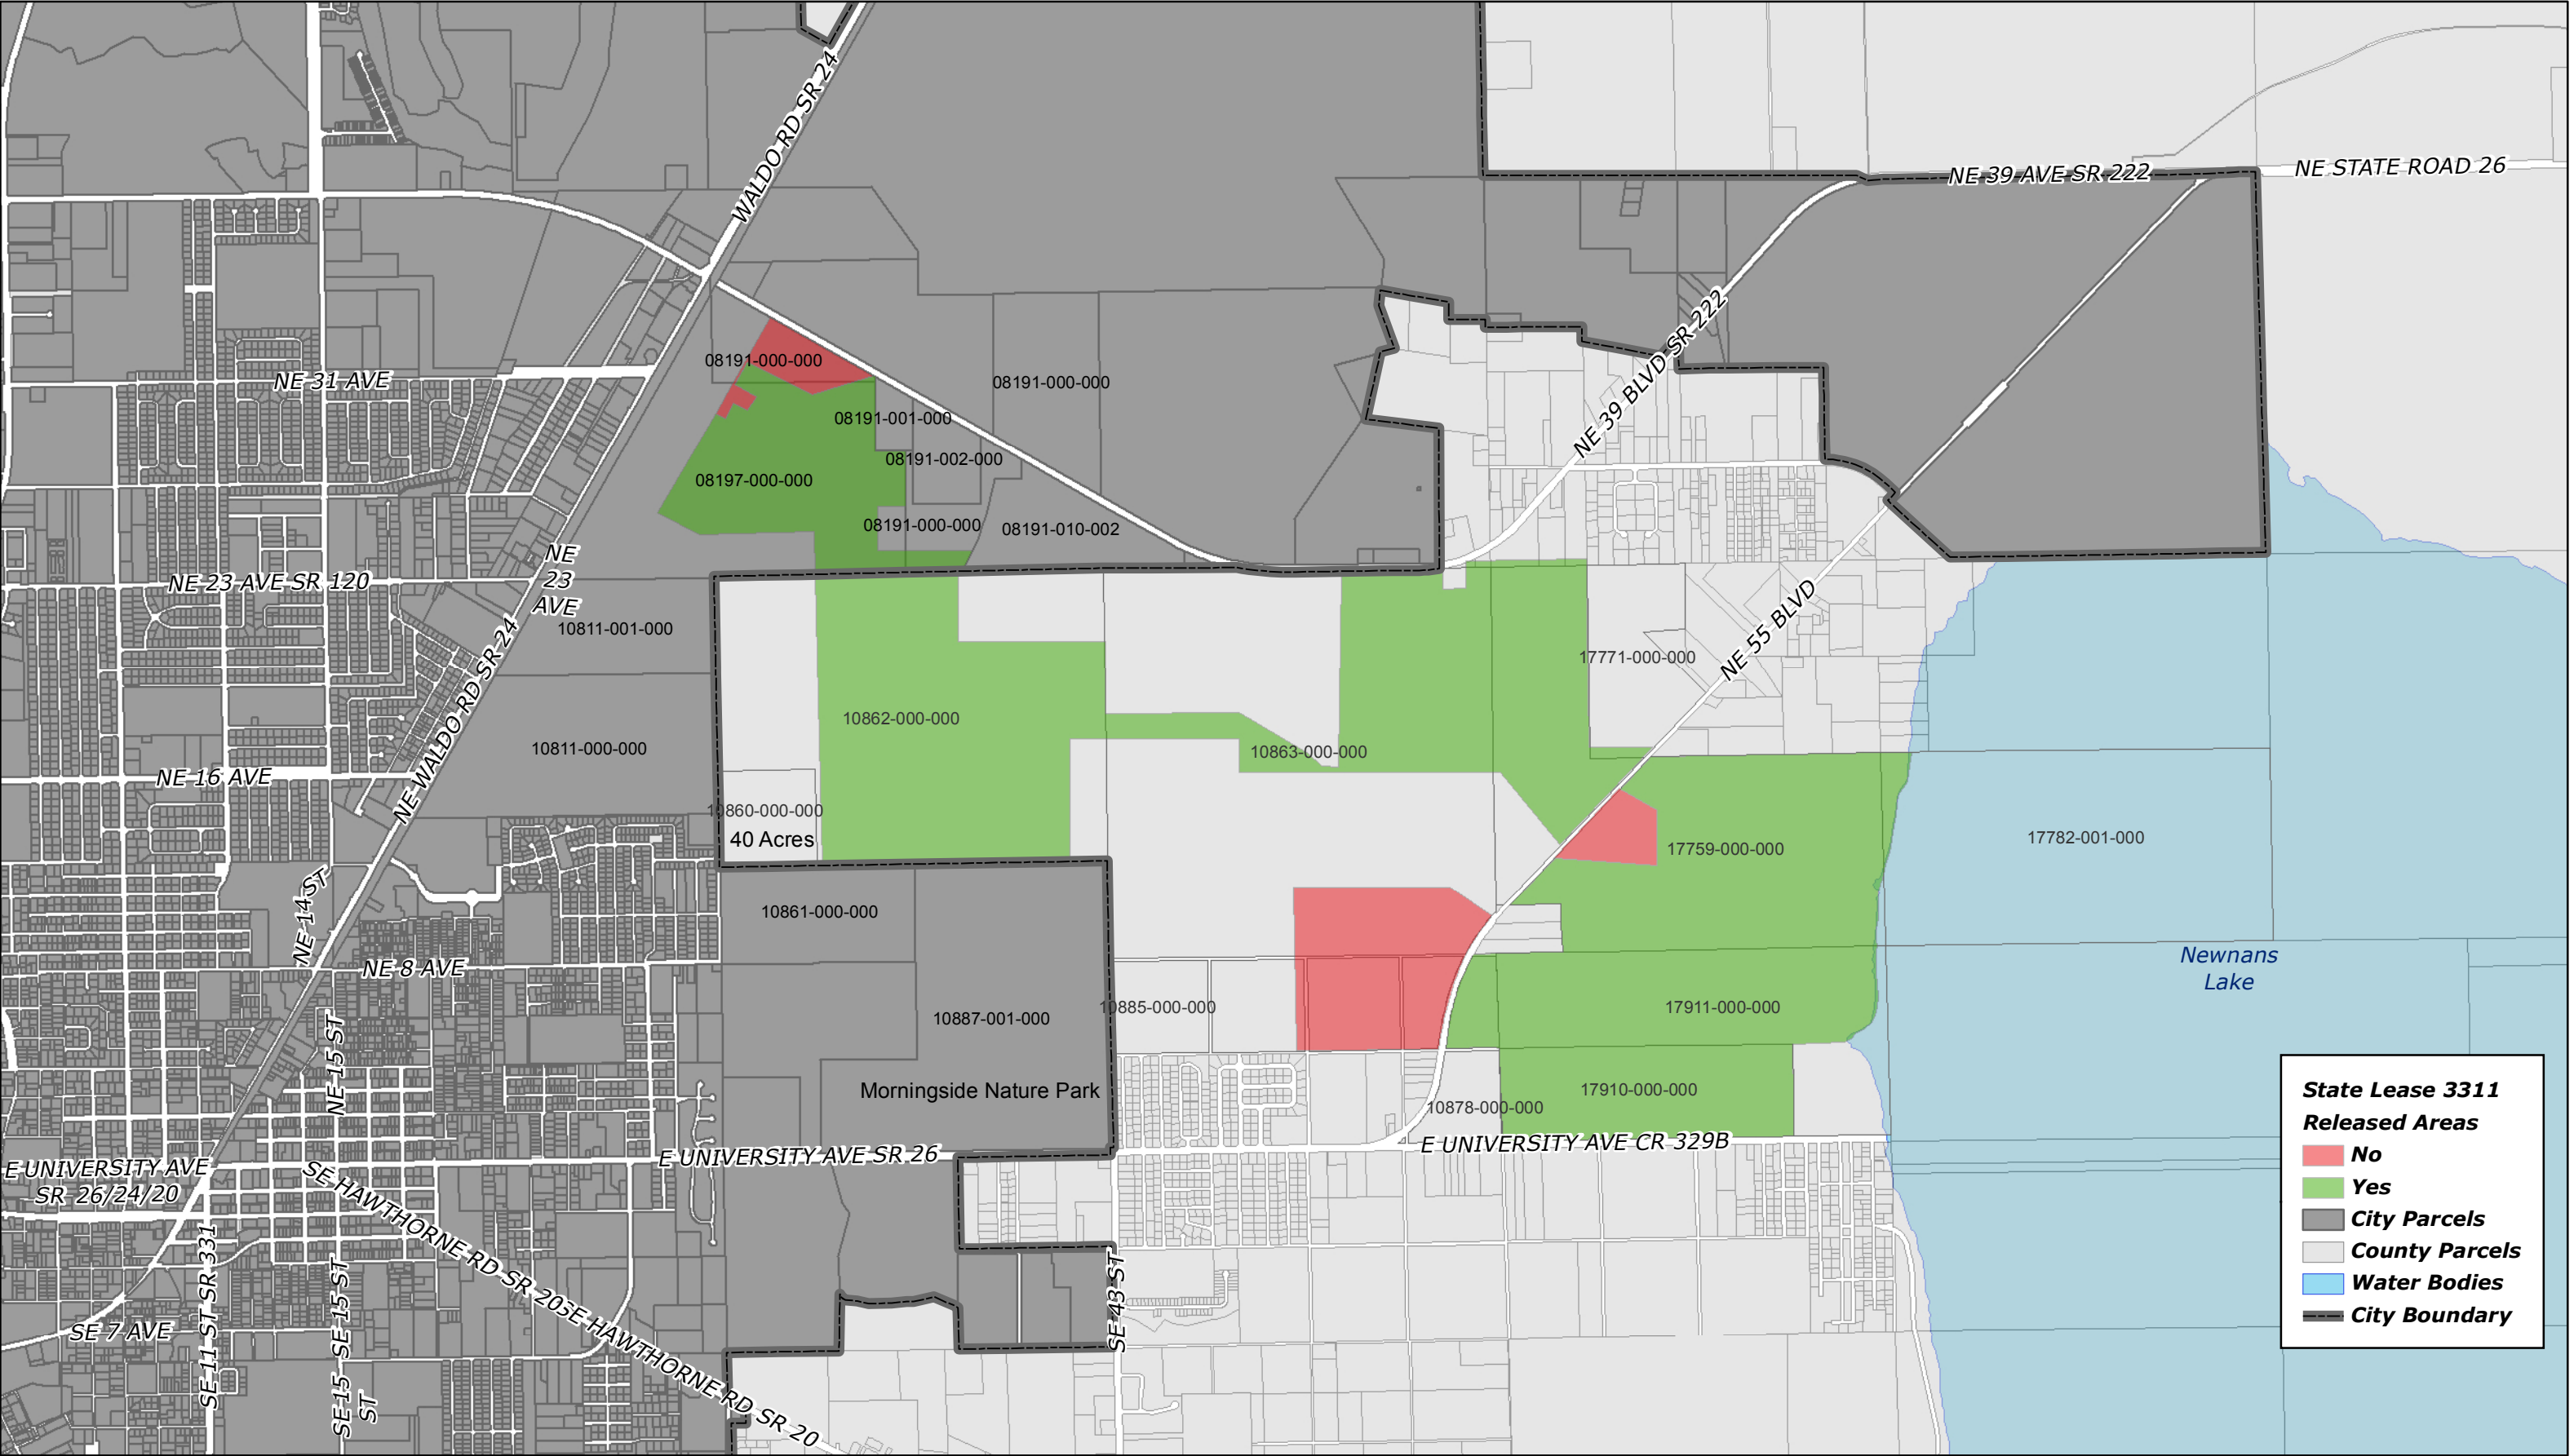 WALDO RD SR 24
NE 39 AVE SR 222
NE STATE ROAD 26
08191-000-000
NE 31 AVE
08191-000-000
NE 39 BLVD SR 222
08191-001-000
08191-002-000
08197-000-000
08191-000-000
08191-010-002
NE
23
AVE
NE 23 AVE SR 120
10811-001-000
NE 55 BLVD
17771-000-000
10862-000-000
NE WALDO RD SR 24
10811-000-000
10863-000-000
NE 16 AVE
10860-000-000
40 Acres
17759-000-000
17782-001-000
NE 14 ST
10861-000-000
NE 8 AVE
Newnans
Lake
10887-001-000
10885-000-000
17911-000-000
NE 15 ST
Morningside Nature Park
17910-000-000
10878-000-000
E UNIVERSITY AVE CR 329B
E UNIVERSITY AVE SR 26
E UNIVERSITY AVE
SR 26/24/20
SE HAWTHORNE RD SR 20
SE HAWTHORNE RD SR 20
SE 7 AVE
SE 11 ST SR 331
SE 15 ST
SE 15
ST
SE 43 ST
State Lease 3311
Released Areas
No
Yes
City Parcels
County Parcels
Water Bodies
City Boundary